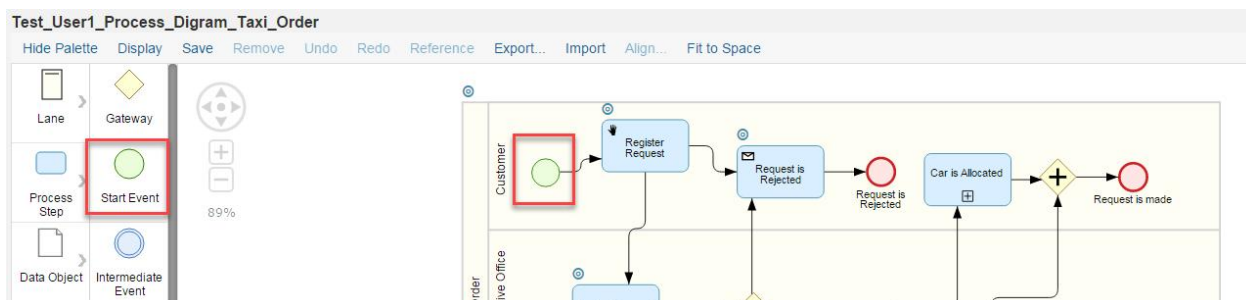 Test_User1_Process_Digram_Taxi_Order
Hide Palette Display Save Remove Undo Redo Reference Export... Import Align... Fit to Space
Lane
Gateway
Process
Step
Start Event
Data Object
Intermediate
Event
89%
Customer
Register
Request
Request is
Rejected
Request is
Rejected
Car is Allocated
Request is made
Office